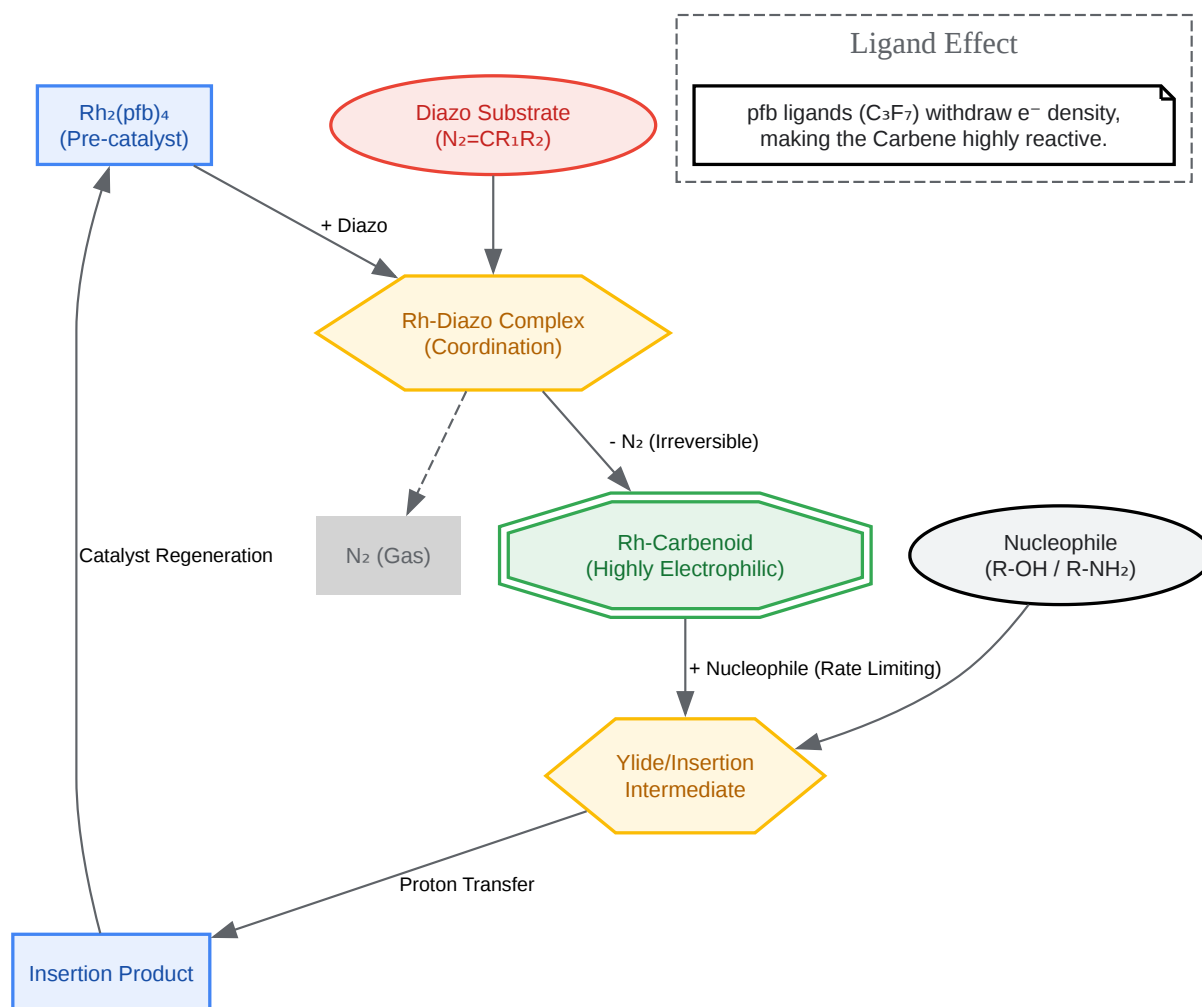 Ligand Effect
pfb ligands (C₃F₇) withdraw e⁻ density,
making the Carbene highly reactive.
Rh₂(pfb)₄
(Pre-catalyst)
Diazo Substrate
(N₂=CR₁R₂)
+ Diazo
Rh-Diazo Complex
(Coordination)
- N₂ (Irreversible)
N₂ (Gas)
Rh-Carbenoid
(Highly Electrophilic)
Nucleophile
(R-OH / R-NH₂)
Catalyst Regeneration
+ Nucleophile (Rate Limiting)
Ylide/Insertion
Intermediate
Proton Transfer
Insertion Product